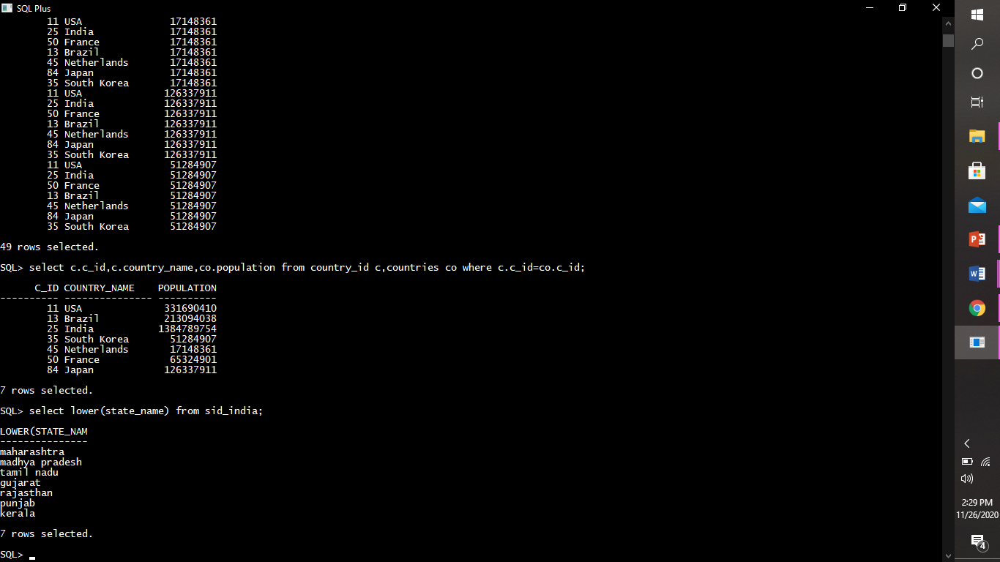 SQL Plus
11 USA 17148361
25 India 17148361
50 France 17148361
13 Brazil 17148361
45 Netherlands 17148361
84 Japan 17148361
35 South Korea 17148361
11 USA 126337911
25 India 126337911
50 France 126337911
13 Brazil 126337911
45 Netherlands 126337911
84 Japan 126337911
35 South Korea 126337911
11 USA 51284907
25 India 51284907
50 France 51284907
13 Brazil 51284907
45 Netherlands 51284907
84 Japan 51284907
35 South Korea 51284907
49 rows selected.
SQL> select c.c_id,c.country_name,co.population from country_id c,countries co where c.c_id=co.c_id;
C_ID COUNTRY_NAME POPULATION
---------- --------------- ----------
11 USA 331690410
13 Brazil 213094038
25 India 1384789754
35 South Korea 51284907
45 Netherlands 17148361
50 France 65324901
84 Japan 126337911
7 rows selected.
SQL> select lower(state_name) from sid_india;
LOWER(STATE_NAM
---------------
maharashtra
madhya pradesh
tamil nadu
gujarat
rajasthan
punjab
kerala
7 rows selected.
SQL>
P
W
2:29 PM
11/26/2020
4